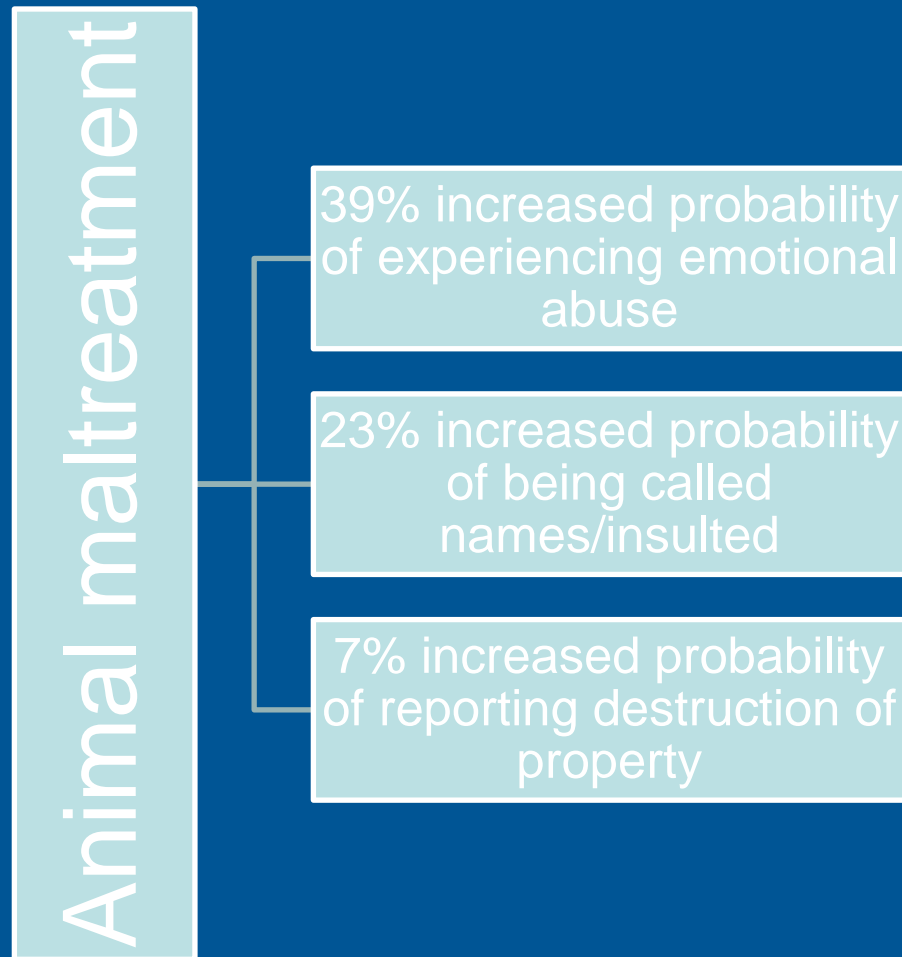 Animal maltreatment
39% increased probability
of experiencing emotional
abuse
23% increased probability
of being called
names/insulted
7% increased probability
of reporting destruction of
property